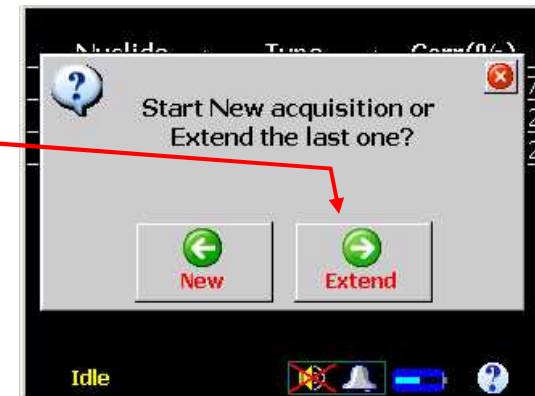 Start New acquisition or
Extend the last one?
New Extend
Idle